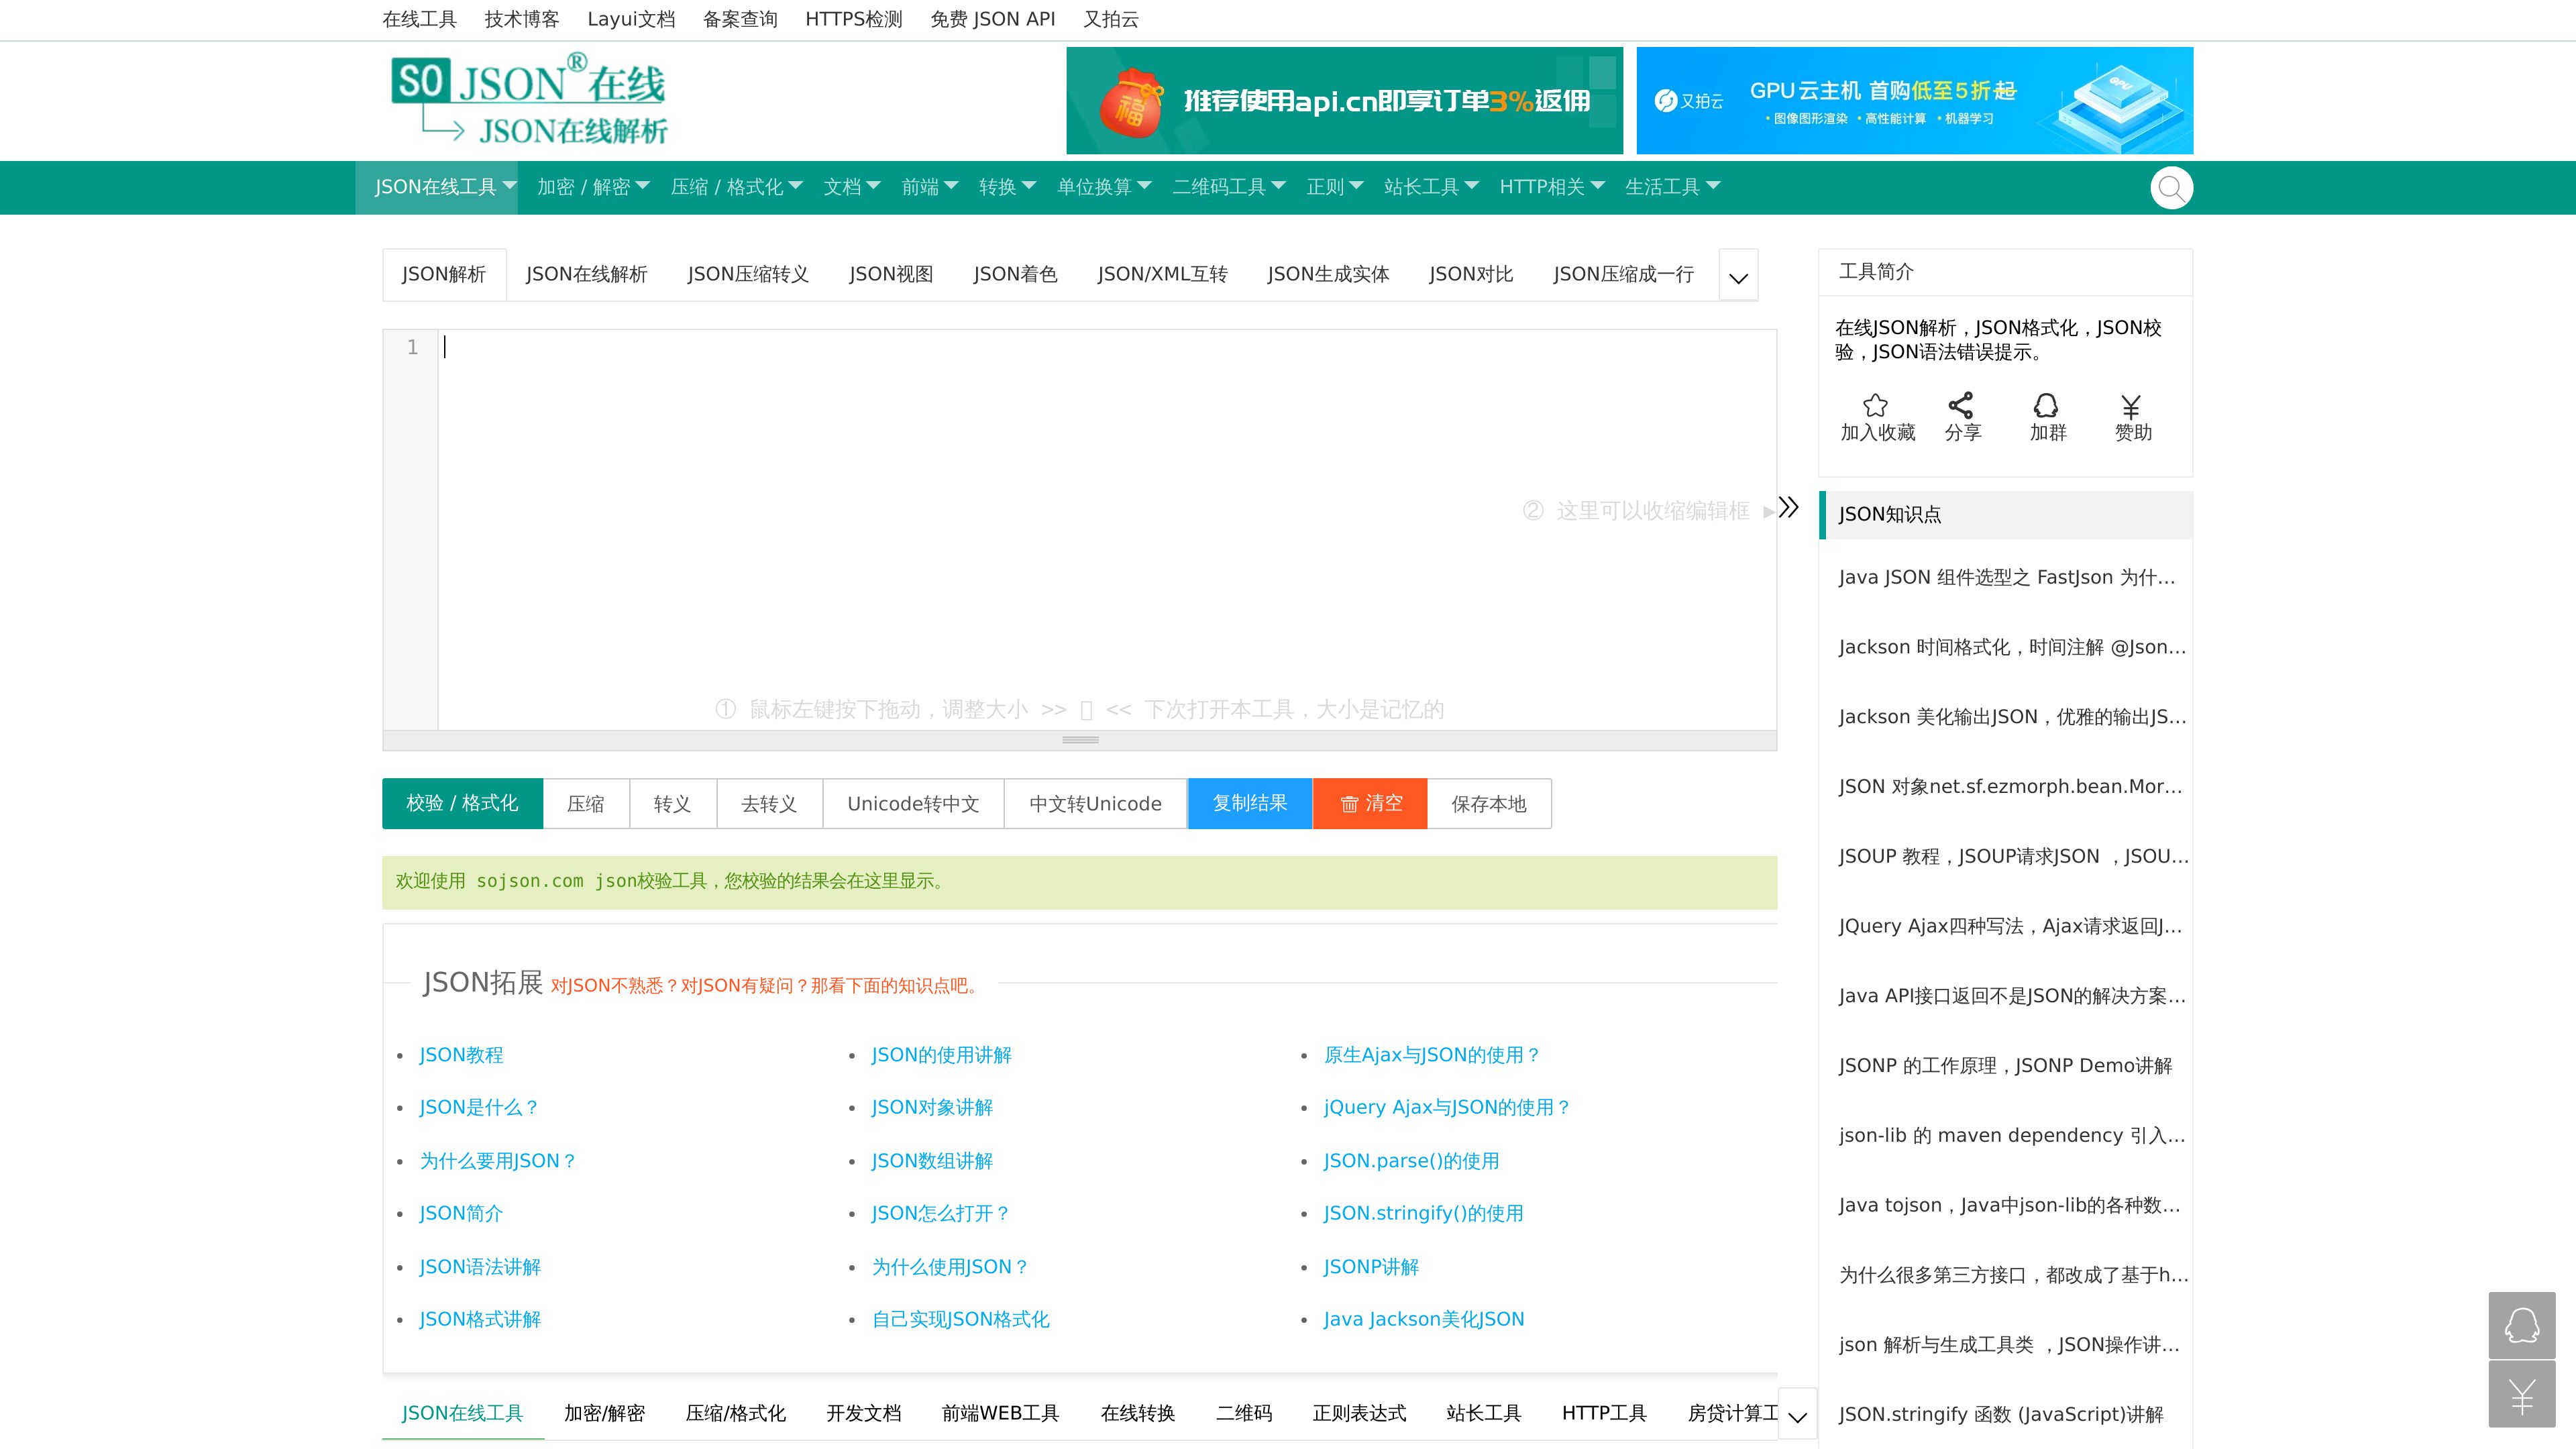 在线工具 技术博客 Layui文档 备案查询 HTTPS检测 免费 JSON API 又拍云
SO JSON®在线
JSON在线解析
福 推荐使用api.cn即享订单3%返佣
又拍云 GPU云主机 首购低至5折起 GPU
•图像图形渲染 •高性能计算 •机器学习
JSON在线工具 加密 / 解密 压缩 / 格式化 文档 前端 转换 单位换算 二维码工具 正则 站长工具 HTTP相关 生活工具
JSON解析 JSON在线解析 JSON压缩转义 JSON视图 JSON着色 JSON/XML互转 JSON生成实体 JSON对比 JSON压缩成一行
1
② 这里可以收缩编辑框 ▶
① 鼠标左键按下拖动，调整大小 >> << 下次打开本工具，大小是记忆的
校验 / 格式化 压缩 转义 去转义 Unicode转中文 中文转Unicode 复制结果 清空 保存本地
欢迎使用 sojson.com json校验工具，您校验的结果会在这里显示。
JSON拓展 对JSON不熟悉？对JSON有疑问？那看下面的知识点吧。
• JSON教程 • JSON的使用讲解 • 原生Ajax与JSON的使用？
• JSON是什么？ • JSON对象讲解 • jQuery Ajax与JSON的使用？
• 为什么要用JSON？ • JSON数组讲解 • JSON.parse()的使用
• JSON简介 • JSON怎么打开？ • JSON.stringify()的使用
• JSON语法讲解 • 为什么使用JSON？ • JSONP讲解
• JSON格式讲解 • 自己实现JSON格式化 • Java Jackson美化JSON
JSON在线工具 加密/解密 压缩/格式化 开发文档 前端WEB工具 在线转换 二维码 正则表达式 站长工具 HTTP工具 房贷计算工
工具简介
在线JSON解析，JSON格式化，JSON校
验，JSON语法错误提示。
加入收藏 分享 加群 赞助
JSON知识点
Java JSON 组件选型之 FastJson 为什…
Jackson 时间格式化，时间注解 @Json…
Jackson 美化输出JSON，优雅的输出JS…
JSON 对象net.sf.ezmorph.bean.Mor…
JSOUP 教程，JSOUP请求JSON ，JSOU…
JQuery Ajax四种写法，Ajax请求返回J…
Java API接口返回不是JSON的解决方案…
JSONP 的工作原理，JSONP Demo讲解
json-lib 的 maven dependency 引入…
Java tojson，Java中json-lib的各种数…
为什么很多第三方接口，都改成了基于h…
json 解析与生成工具类 ，JSON操作讲…
JSON.stringify 函数 (JavaScript)讲解